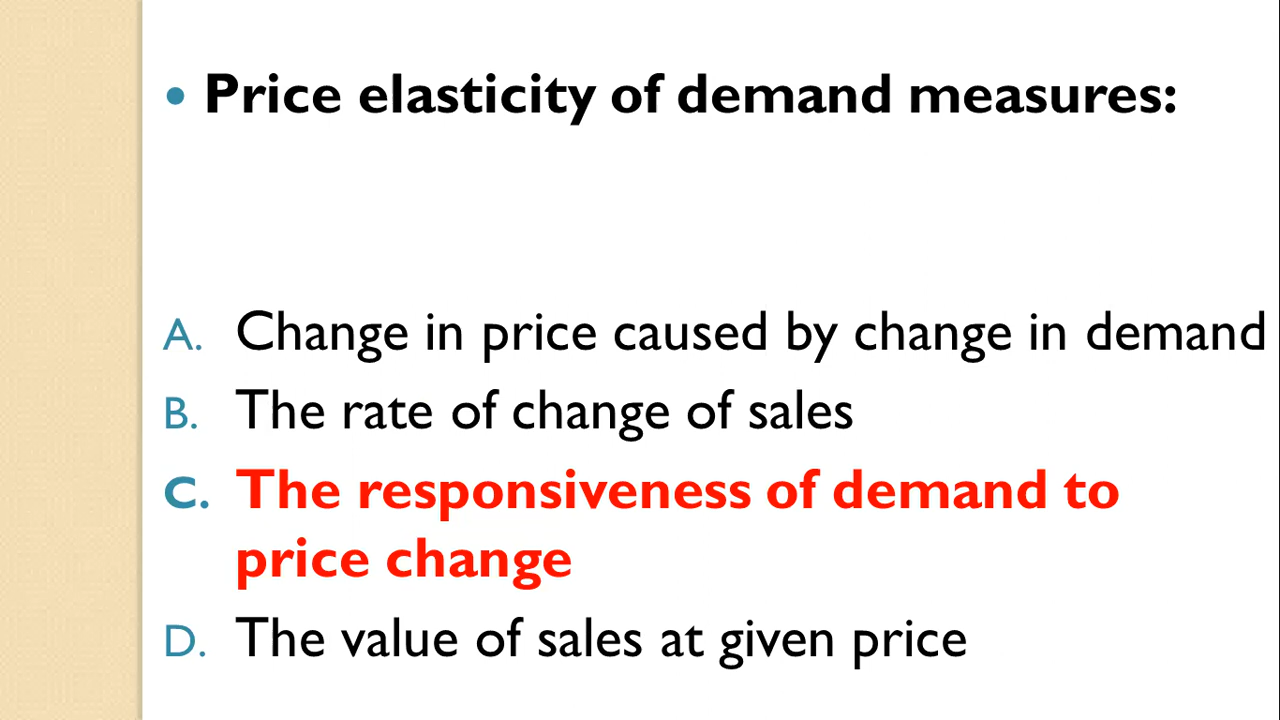 • Price elasticity of demand measures:
A. Change in price caused by change in demand
B. The rate of change of sales
C. The responsiveness of demand to
price change
D. The value of sales at given price